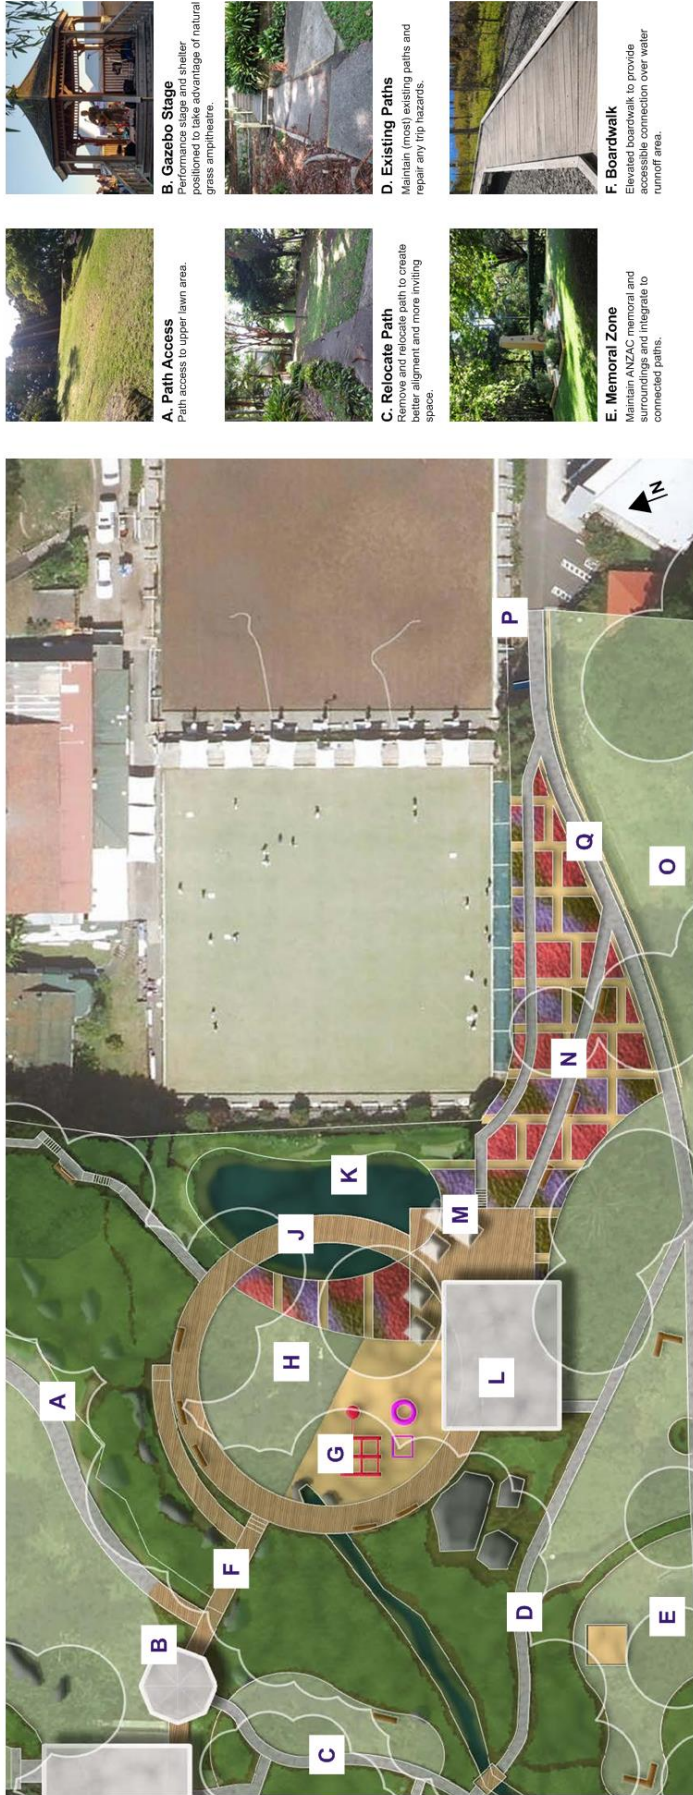 A. Path Access
Path access to upper lawn area.
B. Gazebo Stage
Performance stage and shelter
positioned to take advantage of natural
grass ampitheatre.
C. Relocate Path
Remove and relocate path to create
better aligment and more inviting
space.
D. Existing Paths
Maintain (most) existing paths and
repair any trip hazards.
E. Memoral Zone
Maintain ANZAC memoral and
surroundings and integrate to
connected paths.
F. Boardwalk
Elevated boardwalk to provide
accessible connection over water
runoff area.
A
B
C
D
E
F
G
H
J
K
L
M
N
O
P
Q
N